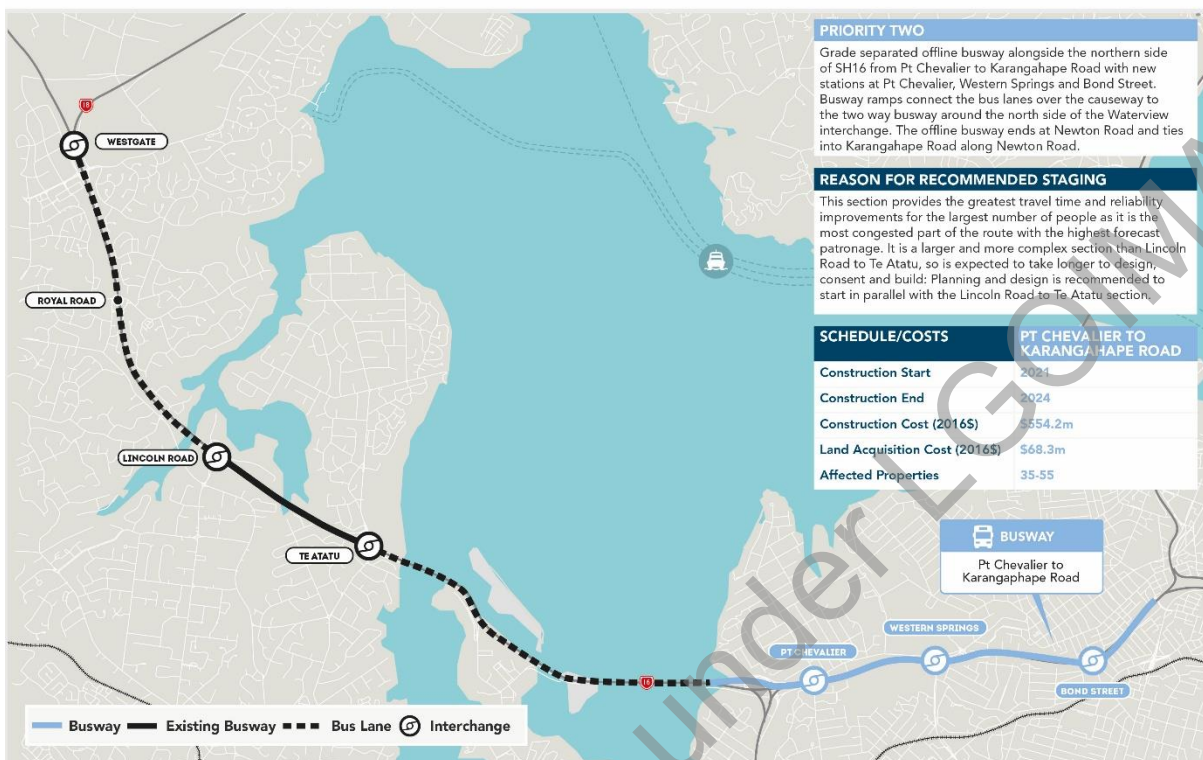 PRIORITY TWO
Grade separated offline busway alongside the northern side
of SH16 from Pt Chevalier to Karangahape Road with new
stations at Pt Chevalier, Western Springs and Bond Street.
Busway ramps connect the bus lanes over the causeway to
the two way busway around the north side of the Waterview
interchange. The offline busway ends at Newton Road and ties
into Karangahape Road along Newton Road.
REASON FOR RECOMMENDED STAGING
This section provides the greatest travel time and reliability
improvements for the largest number of people as it is the
most congested part of the route with the highest forecast
patronage. It is a larger and more complex section than Lincoln
Road to Te Atatu, so is expected to take longer to design,
consent and build: Planning and design is recommended to
start in parallel with the Lincoln Road to Te Atatu section.
SCHEDULE/COSTS PT CHEVALIER TO
KARANGAHAPE ROAD
Construction Start 2021
Construction End 2024
Construction Cost (2016$) $554.2m
Land Acquisition Cost (2016$) $68.3m
Affected Properties 35-55
18
WESTGATE
ROYAL ROAD
LINCOLN ROAD
TE ATATU
BUSWAY
Pt Chevalier to
Karangaphape Road
WESTERN SPRINGS
PT CHEVALIER
16
BOND STREET
Busway Existing Busway Bus Lane Interchange
under LGOIMA